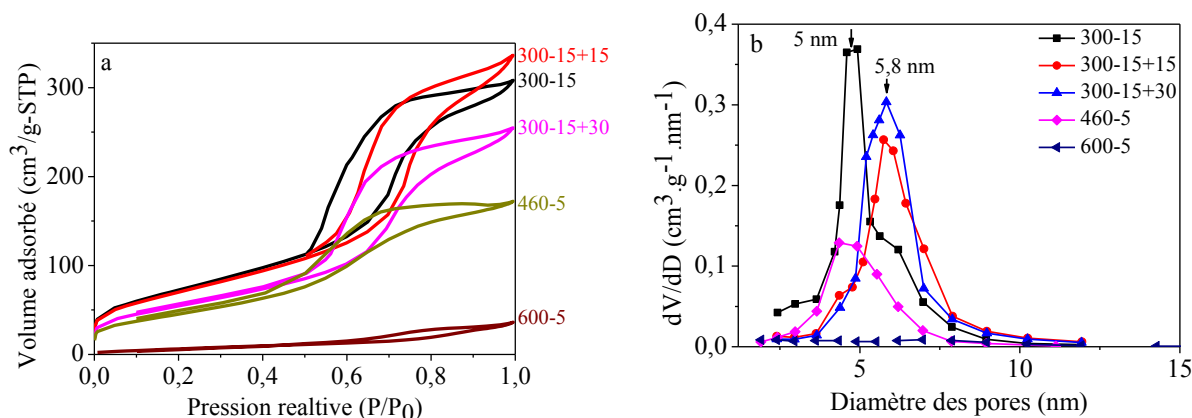 a
Volume adsorbé (cm³/g-STP)
300
200
100
0
0,0 0,2 0,4 0,6 0,8 1,0
Pression realtive (P/P₀)
300-15+15
300-15
300-15+30
460-5
600-5
b
dV/dD (cm³.g⁻¹.nm⁻¹)
0,4
0,3
0,2
0,1
0,0
5 10 15
Diamètre des pores (nm)
5 nm
5,8 nm
300-15
300-15+15
300-15+30
460-5
600-5